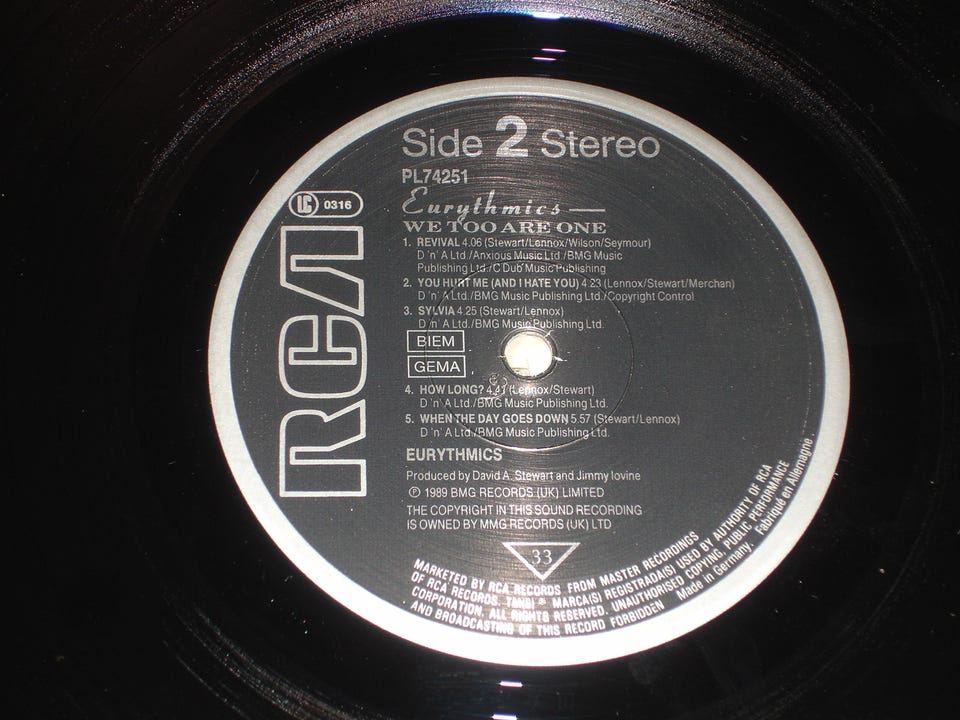 Side 2 Stereo
PL74251
LC 0316
RCA
Eurythmics
WE TOO ARE ONE
1. REVIVAL 4.06 (Stewart/Lennox/Wilson/Seymour)
D 'n' A Ltd./Anxious Music Ltd./BMG Music
Publishing Ltd./C'Dub Music Publishing
2. YOU HURT ME (AND I HATE YOU) 4.23 (Lennox/Stewart/Merchan)
D 'n' A Ltd./BMG Music Publishing Ltd./Copyright Control
3. SYLVIA 4.25 (Stewart/Lennox)
D 'n' A Ltd./BMG Music Publishing Ltd.
BIEM
GEMA
4. HOW LONG? 4.41 (Lennox/Stewart)
D 'n' A Ltd./BMG Music Publishing Ltd.
5. WHEN THE DAY GOES DOWN 5.57 (Stewart/Lennox)
D 'n' A Ltd./BMG Music Publishing Ltd.
EURYTHMICS
Produced by David A. Stewart and Jimmy Iovine
℗ 1989 BMG RECORDS (UK) LIMITED
THE COPYRIGHT IN THIS SOUND RECORDING
IS OWNED BY MMG RECORDS (UK) LTD
33
MARKETED BY RCA RECORDS FROM MASTER RECORDINGS
OF RCA RECORDS. TM(S) ® MARCA(S) REGISTRADA(S) USED BY AUTHORITY OF RCA
CORPORATION. ALL RIGHTS RESERVED. UNAUTHORISED COPYING, PUBLIC PERFORMANCE
AND BROADCASTING OF THIS RECORD FORBIDDEN Made in Germany. Fabriqué en Allemagne.